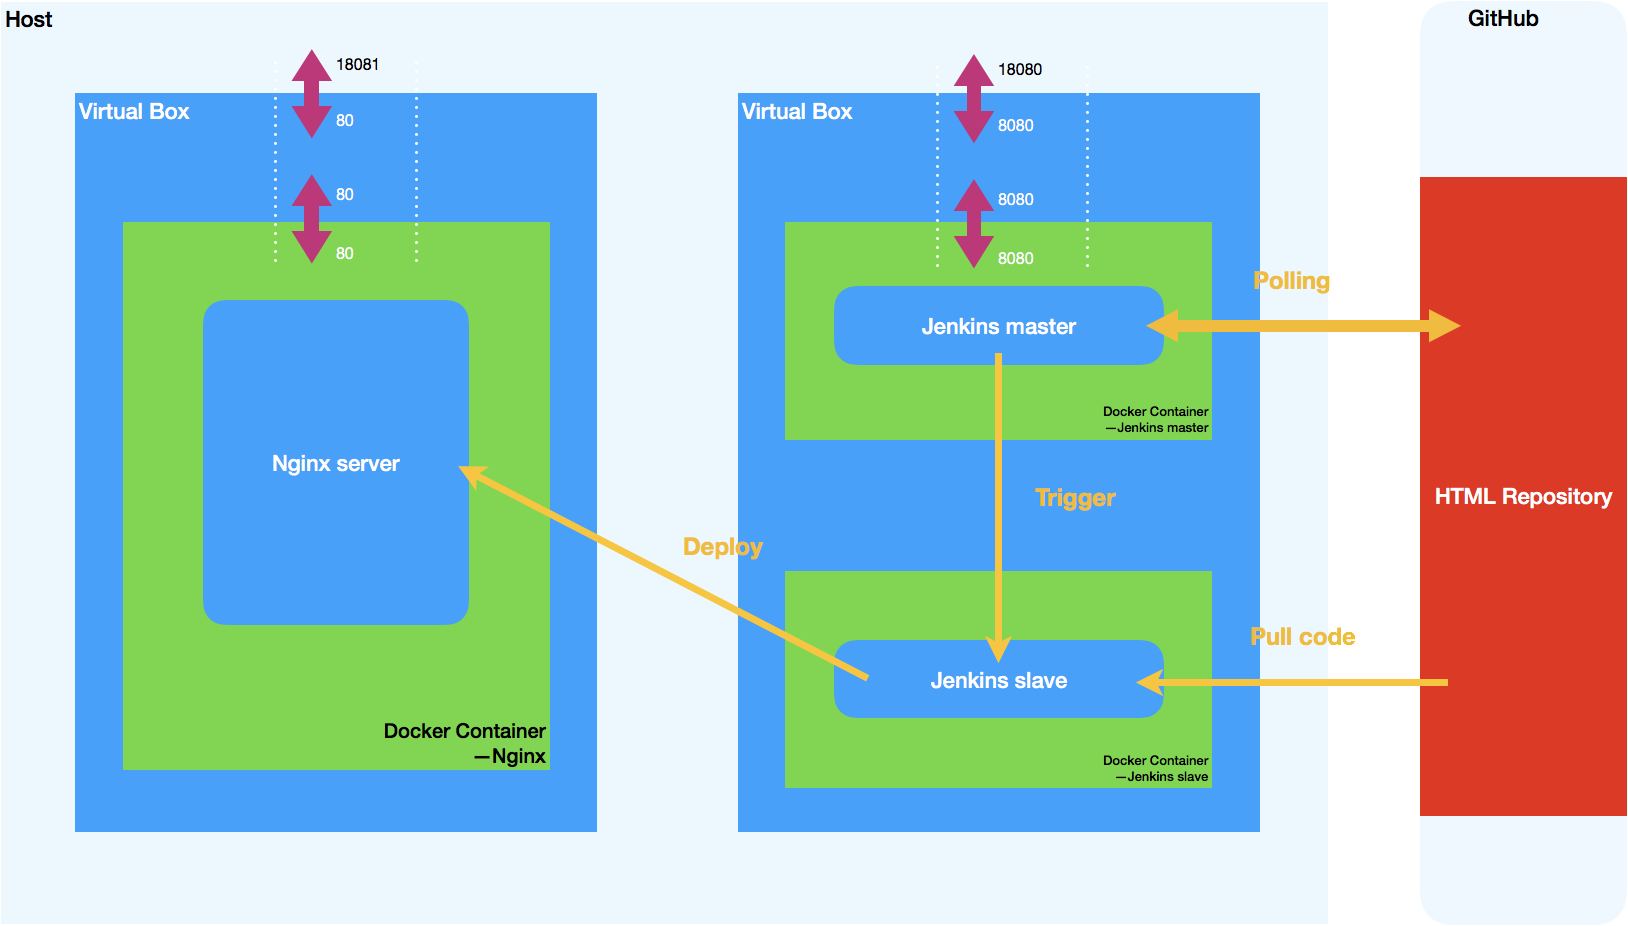 Host
GitHub
18081
18080
Virtual Box
80
Virtual Box
8080
80
8080
80
8080
Polling
Jenkins master
Docker Container
—Jenkins master
Nginx server
Trigger
HTML Repository
Deploy
Pull code
Jenkins slave
Docker Container
—Nginx
Docker Container
—Jenkins slave